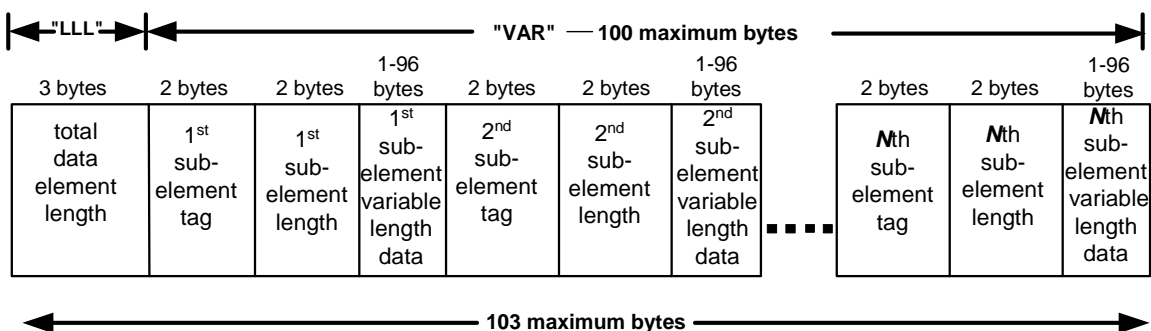 "LLL" "VAR" — 100 maximum bytes
3 bytes 2 bytes 2 bytes 1-96 bytes 2 bytes 2 bytes 1-96 bytes 2 bytes 2 bytes 1-96 bytes
total
data
element
length
1st
sub-
element
tag
1st
sub-
element
length
1st
sub-
element
variable
length
data
2nd
sub-
element
tag
2nd
sub-
element
length
2nd
sub-
element
variable
length
data
Nth
sub-
element
tag
Nth
sub-
element
length
Nth
sub-
element
variable
length
data
103 maximum bytes